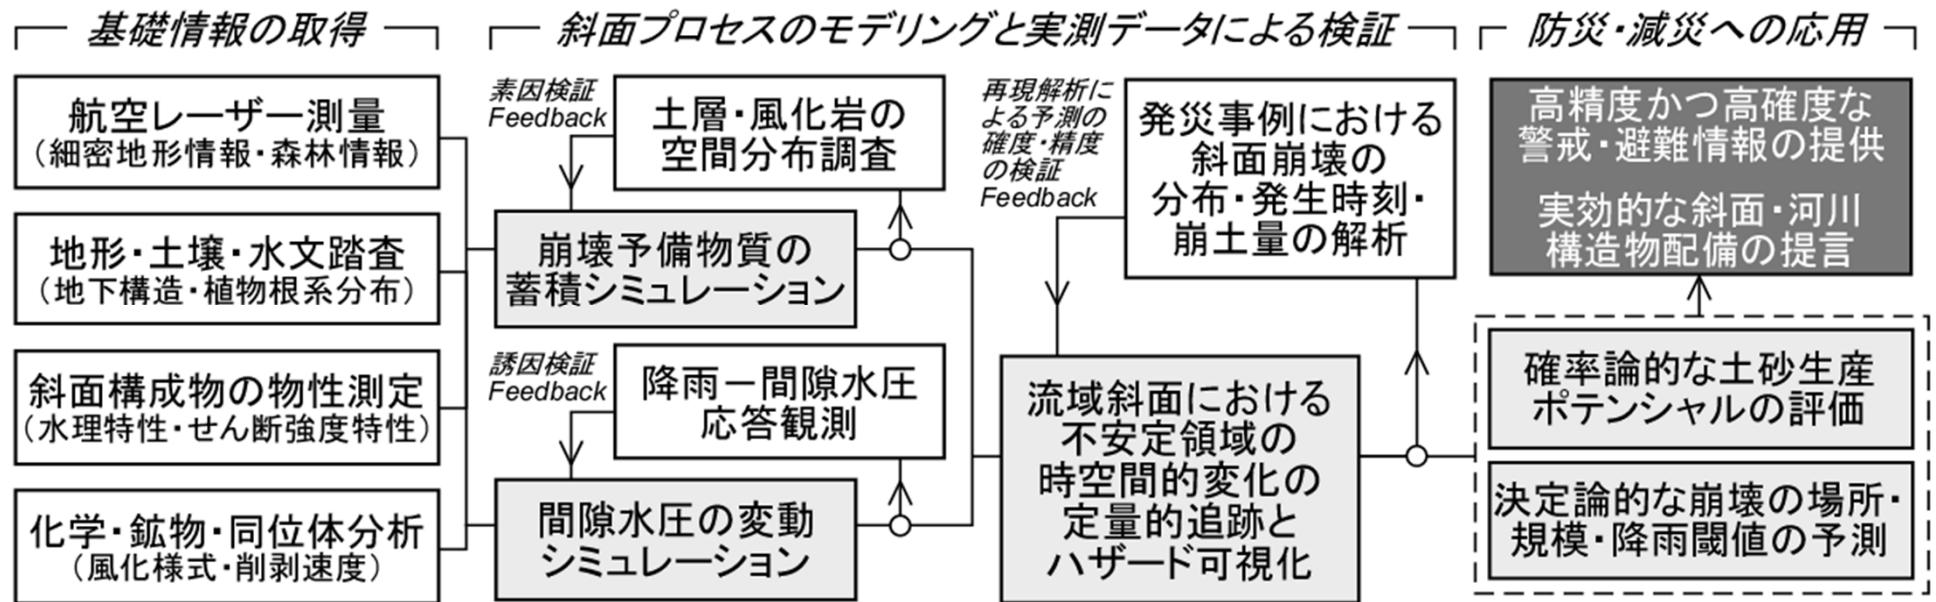 基礎情報の取得
航空レーザー測量
（細密地形情報・森林情報）
地形・土壌・水文踏査
（地下構造・植物根系分布）
斜面構成物の物性測定
（水理特性・せん断強度特性）
化学・鉱物・同位体分析
（風化様式・削剥速度）
斜面プロセスのモデリングと実測データによる検証
素因検証
Feedback
土層・風化岩の
空間分布調査
崩壊予備物質の
蓄積シミュレーション
誘因検証
Feedback
降雨－間隙水圧
応答観測
間隙水圧の変動
シミュレーション
再現解析に
よる予測の
確度・精度
の検証
Feedback
発災事例における
斜面崩壊の
分布・発生時刻・
崩土量の解析
流域斜面における
不安定領域の
時空間的変化の
定量的追跡と
ハザード可視化
防災・減災への応用
高精度かつ高確度な
警戒・避難情報の提供
実効的な斜面・河川
構造物配備の提言
確率論的な土砂生産
ポテンシャルの評価
決定論的な崩壊の場所・
規模・降雨閾値の予測